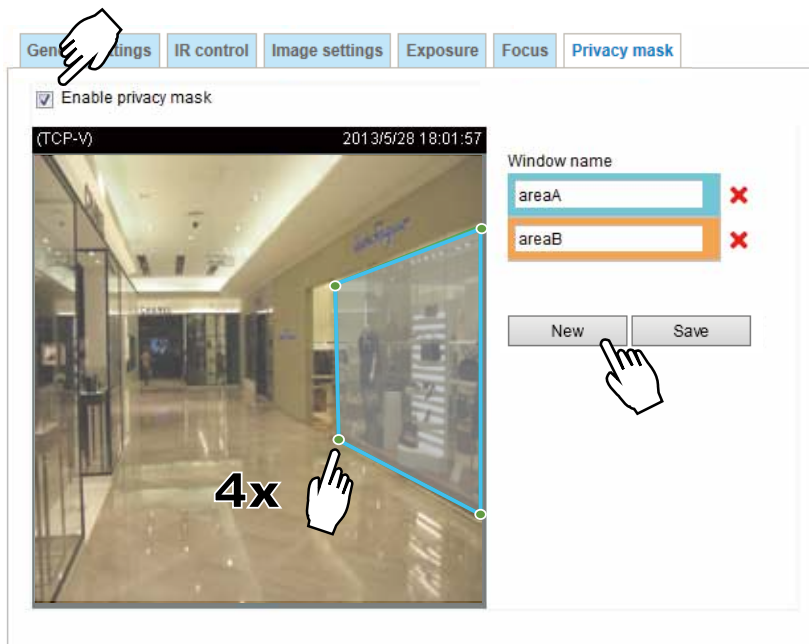 IR control
Image settings
Exposure
Focus
Privacy mask
Enable privacy mask
(TCP-V)
2013/5/28 18:01:57
Window name
areaA
areaB
New
Save
CHANEL
4x